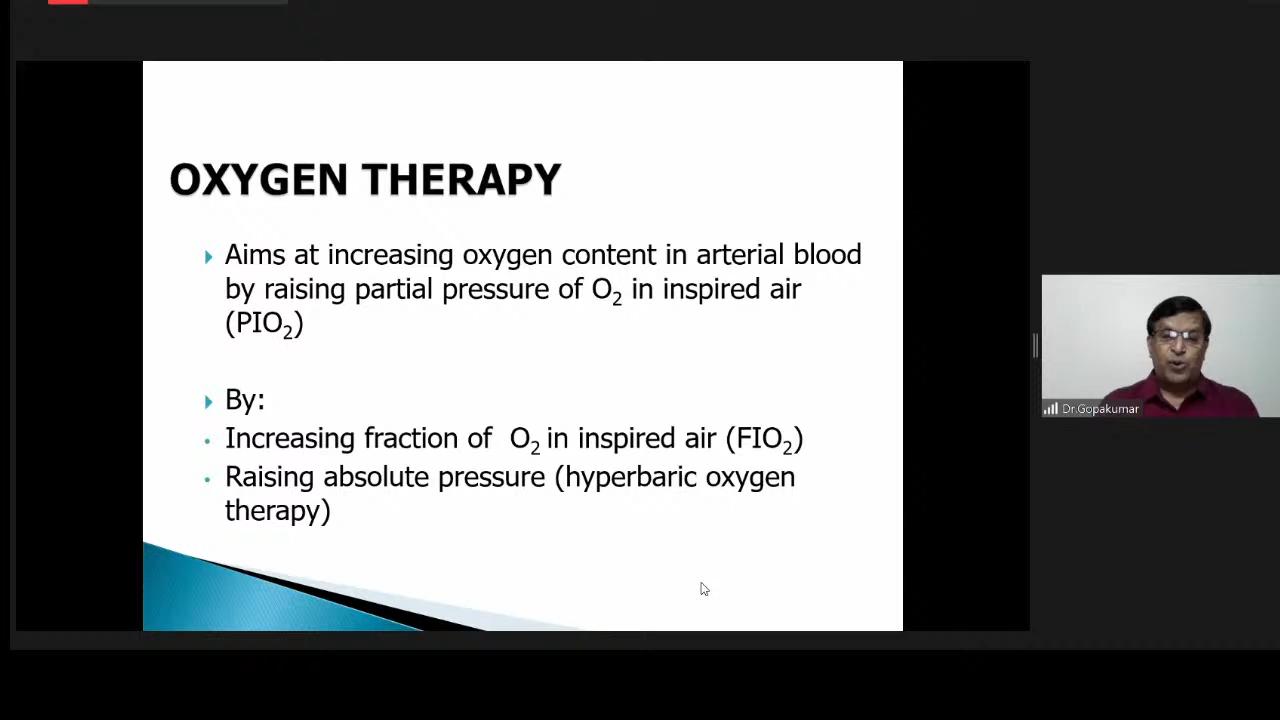 OXYGEN THERAPY
Aims at increasing oxygen content in arterial blood
by raising partial pressure of O₂ in inspired air
(PIO₂)
By:
Increasing fraction of O₂ in inspired air (FIO₂)
Raising absolute pressure (hyperbaric oxygen
therapy)
Dr.Gopakumar